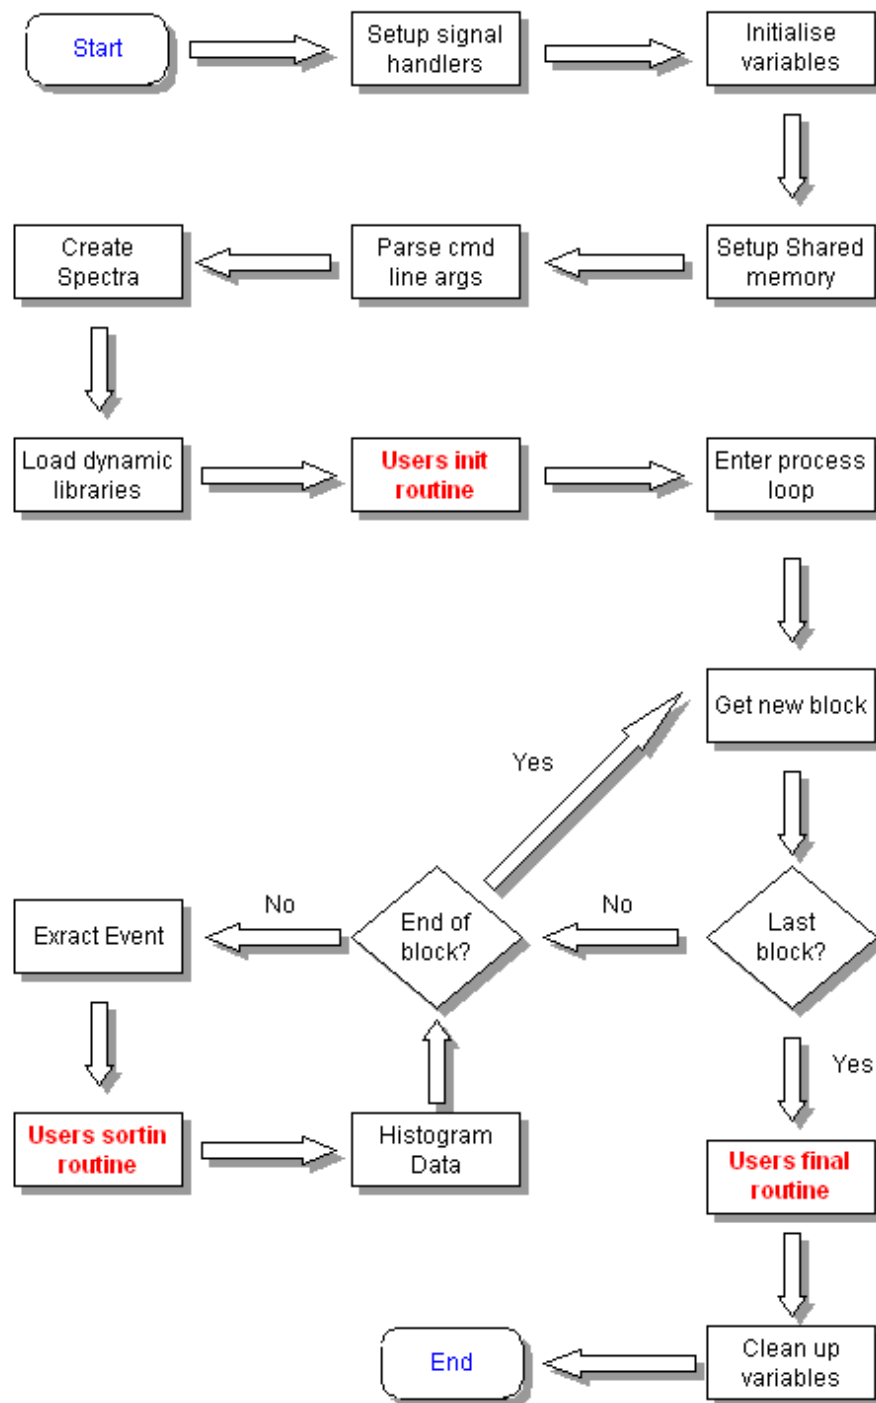 Start
Setup signal
handlers
Initialise
variables
Create
Spectra
Parse cmd
line args
Setup Shared
memory
Load dynamic
libraries
Users init
routine
Enter process
loop
Get new block
Yes
Exract Event
No
End of
block?
No
Last
block?
Yes
Users sortin
routine
Histogram
Data
Users final
routine
End
Clean up
variables